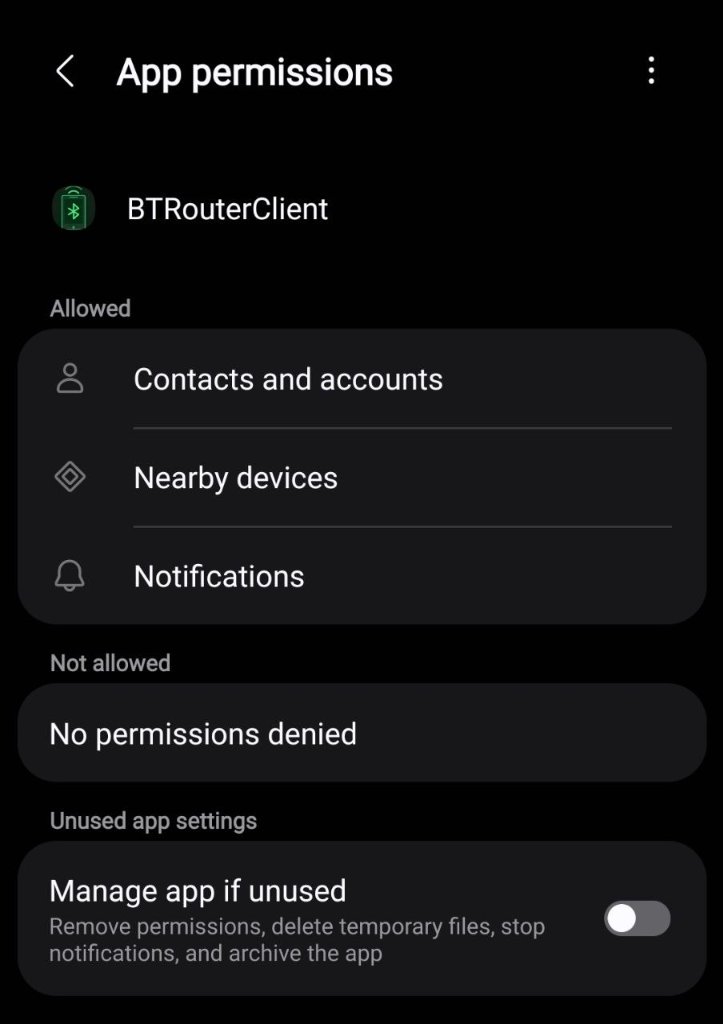 App permissions
BTRouterClient
Allowed
Contacts and accounts
Nearby devices
Notifications
Not allowed
No permissions denied
Unused app settings
Manage app if unused
Remove permissions, delete temporary files, stop
notifications, and archive the app